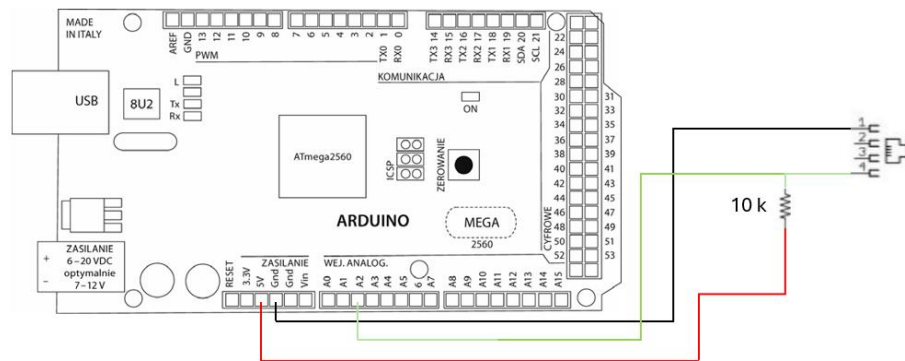 MADE
IN ITALY
AREF
GND
13
12
11
10
9
8
7
6
5
4
3
2
TX0 1
RX0 0
TX3 14
RX3 15
TX2 16
RX2 17
TX1 18
RX1 19
SDA 20
SCL 21
PWM
KOMUNIKACJA
22
24
26
28
30
32
34
36
38
40
42
44
46
48
50
52
31
33
35
37
39
41
43
45
47
49
51
53
CYFROWE
USB
8U2
L
Tx
Rx
ON
ATmega2560
ICSP
ZEROWANIE
ARDUINO
MEGA
2560
+
−
ZASILANIE
6–20 VDC
optymalnie
7–12 V
ZASILANIE
WEJ. ANALOG.
RESET
3.3V
5V
Gnd
Gnd
Vin
A0
A1
A2
A3
A4
A5
6
A7
A8
A9
A10
A11
A12
A13
A14
A15
1
2
3
4
10 k